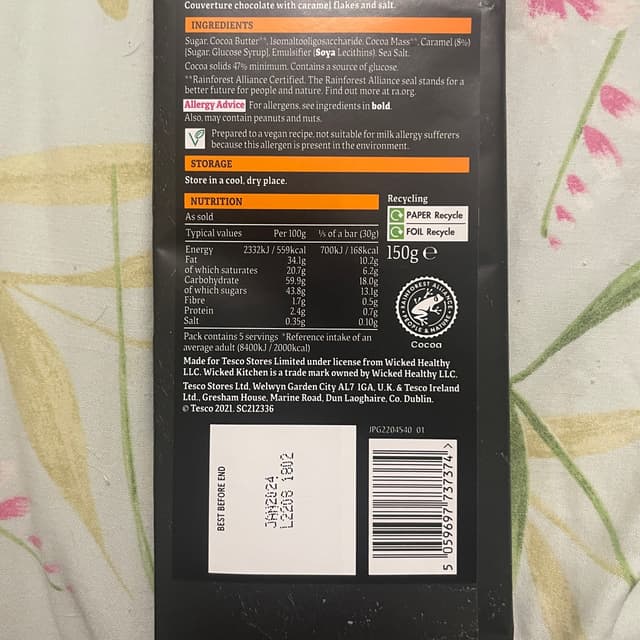 Couverture chocolate with caramel flakes and salt.
INGREDIENTS
Sugar, Cocoa Butter**, Isomaltooligosaccharide, Cocoa Mass**, Caramel (8%)
[Sugar, Glucose Syrup], Emulsifier (Soya Lecithins), Sea Salt.
Cocoa solids 47% minimum. Contains a source of glucose.
**Rainforest Alliance Certified. The Rainforest Alliance seal stands for a
better future for people and nature. Find out more at ra.org.
Allergy Advice For allergens, see ingredients in bold.
Also, may contain peanuts and nuts.
Prepared to a vegan recipe, not suitable for milk allergy sufferers
because this allergen is present in the environment.
STORAGE
Store in a cool, dry place.
NUTRITION
As sold
Typical values Per 100g ⅕ of a bar (30g)
Energy 2332kJ / 559kcal 700kJ / 168kcal
Fat 34.1g 10.2g
of which saturates 20.7g 6.2g
Carbohydrate 59.9g 18.0g
of which sugars 43.8g 13.1g
Fibre 1.7g 0.5g
Protein 2.4g 0.7g
Salt 0.35g 0.10g
Pack contains 5 servings *Reference intake of an
average adult (8400kJ / 2000kcal)
Recycling
PAPER Recycle
FOIL Recycle
150g ℮
RAINFOREST ALLIANCE
PEOPLE & NATURE
Cocoa
Made for Tesco Stores Limited under license from Wicked Healthy
LLC. Wicked Kitchen is a trade mark owned by Wicked Healthy LLC.
Tesco Stores Ltd, Welwyn Garden City AL7 1GA, U.K. & Tesco Ireland
Ltd., Gresham House, Marine Road, Dun Laoghaire, Co. Dublin.
© Tesco 2021. SC212336
JPG2204540 01
BEST BEFORE END
JAN2024
L2206 1802
5 059697 737374 >